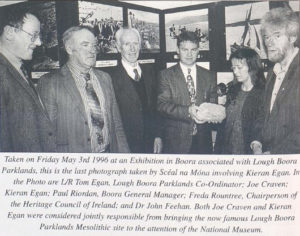 Taken on Friday May 3rd 1996 at an Exhibition in Boora associated with Lough Boora
Parklands, this is the last photograph taken by Scéal na Móna involving Kieran Egan. In
the Photo are L/R Tom Egan, Lough Boora Parklands Co-Ordinator; Joe Craven;
Kieran Egan; Paul Riordan, Boora General Manager; Freda Rountree, Chairperson of
the Heritage Council of Ireland; and Dr John Feehan. Both Joe Craven and Kieran
Egan were considered jointly responsible from bringing the now famous Lough Boora
Parklands Mesolithic site to the attention of the National Museum.